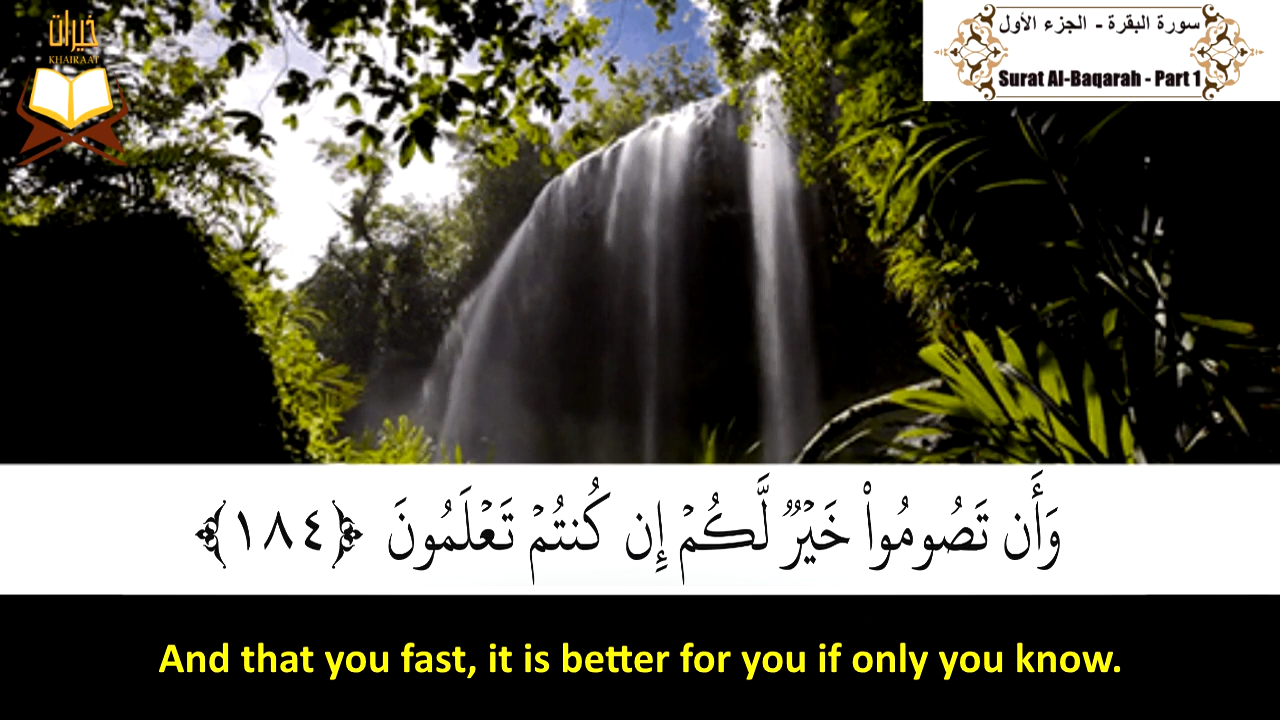 خيرات
KHAIRAAT
سورة البقرة - الجزء الأول
Surat Al-Baqarah - Part 1
وَأَن تَصُومُوا۟ خَيْرٌ لَّكُمْ إِن كُنتُمْ تَعْلَمُونَ ﴿١٨٤﴾
And that you fast, it is better for you if only you know.